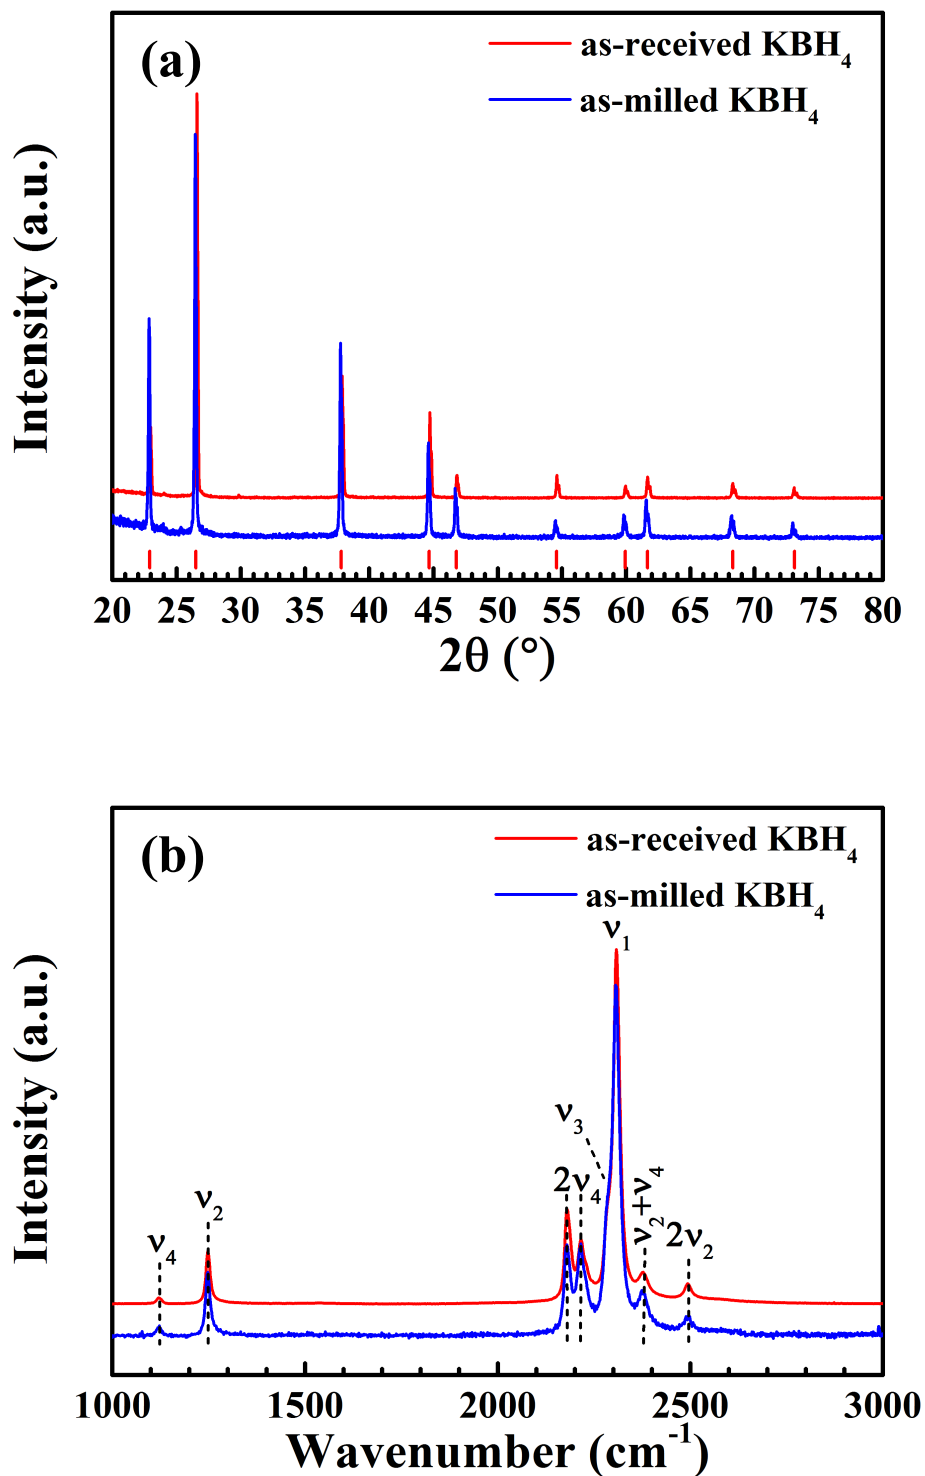 (a)
as-received KBH₄
as-milled KBH₄
Intensity (a.u.)
20 25 30 35 40 45 50 55 60 65 70 75 80
2θ (°)
(b)
as-received KBH₄
as-milled KBH₄
ν₁
ν₃
2ν₄
ν₂+ν₄
ν₂
ν₄
2ν₂
Intensity (a.u.)
1000 1500 2000 2500 3000
Wavenumber (cm⁻¹)